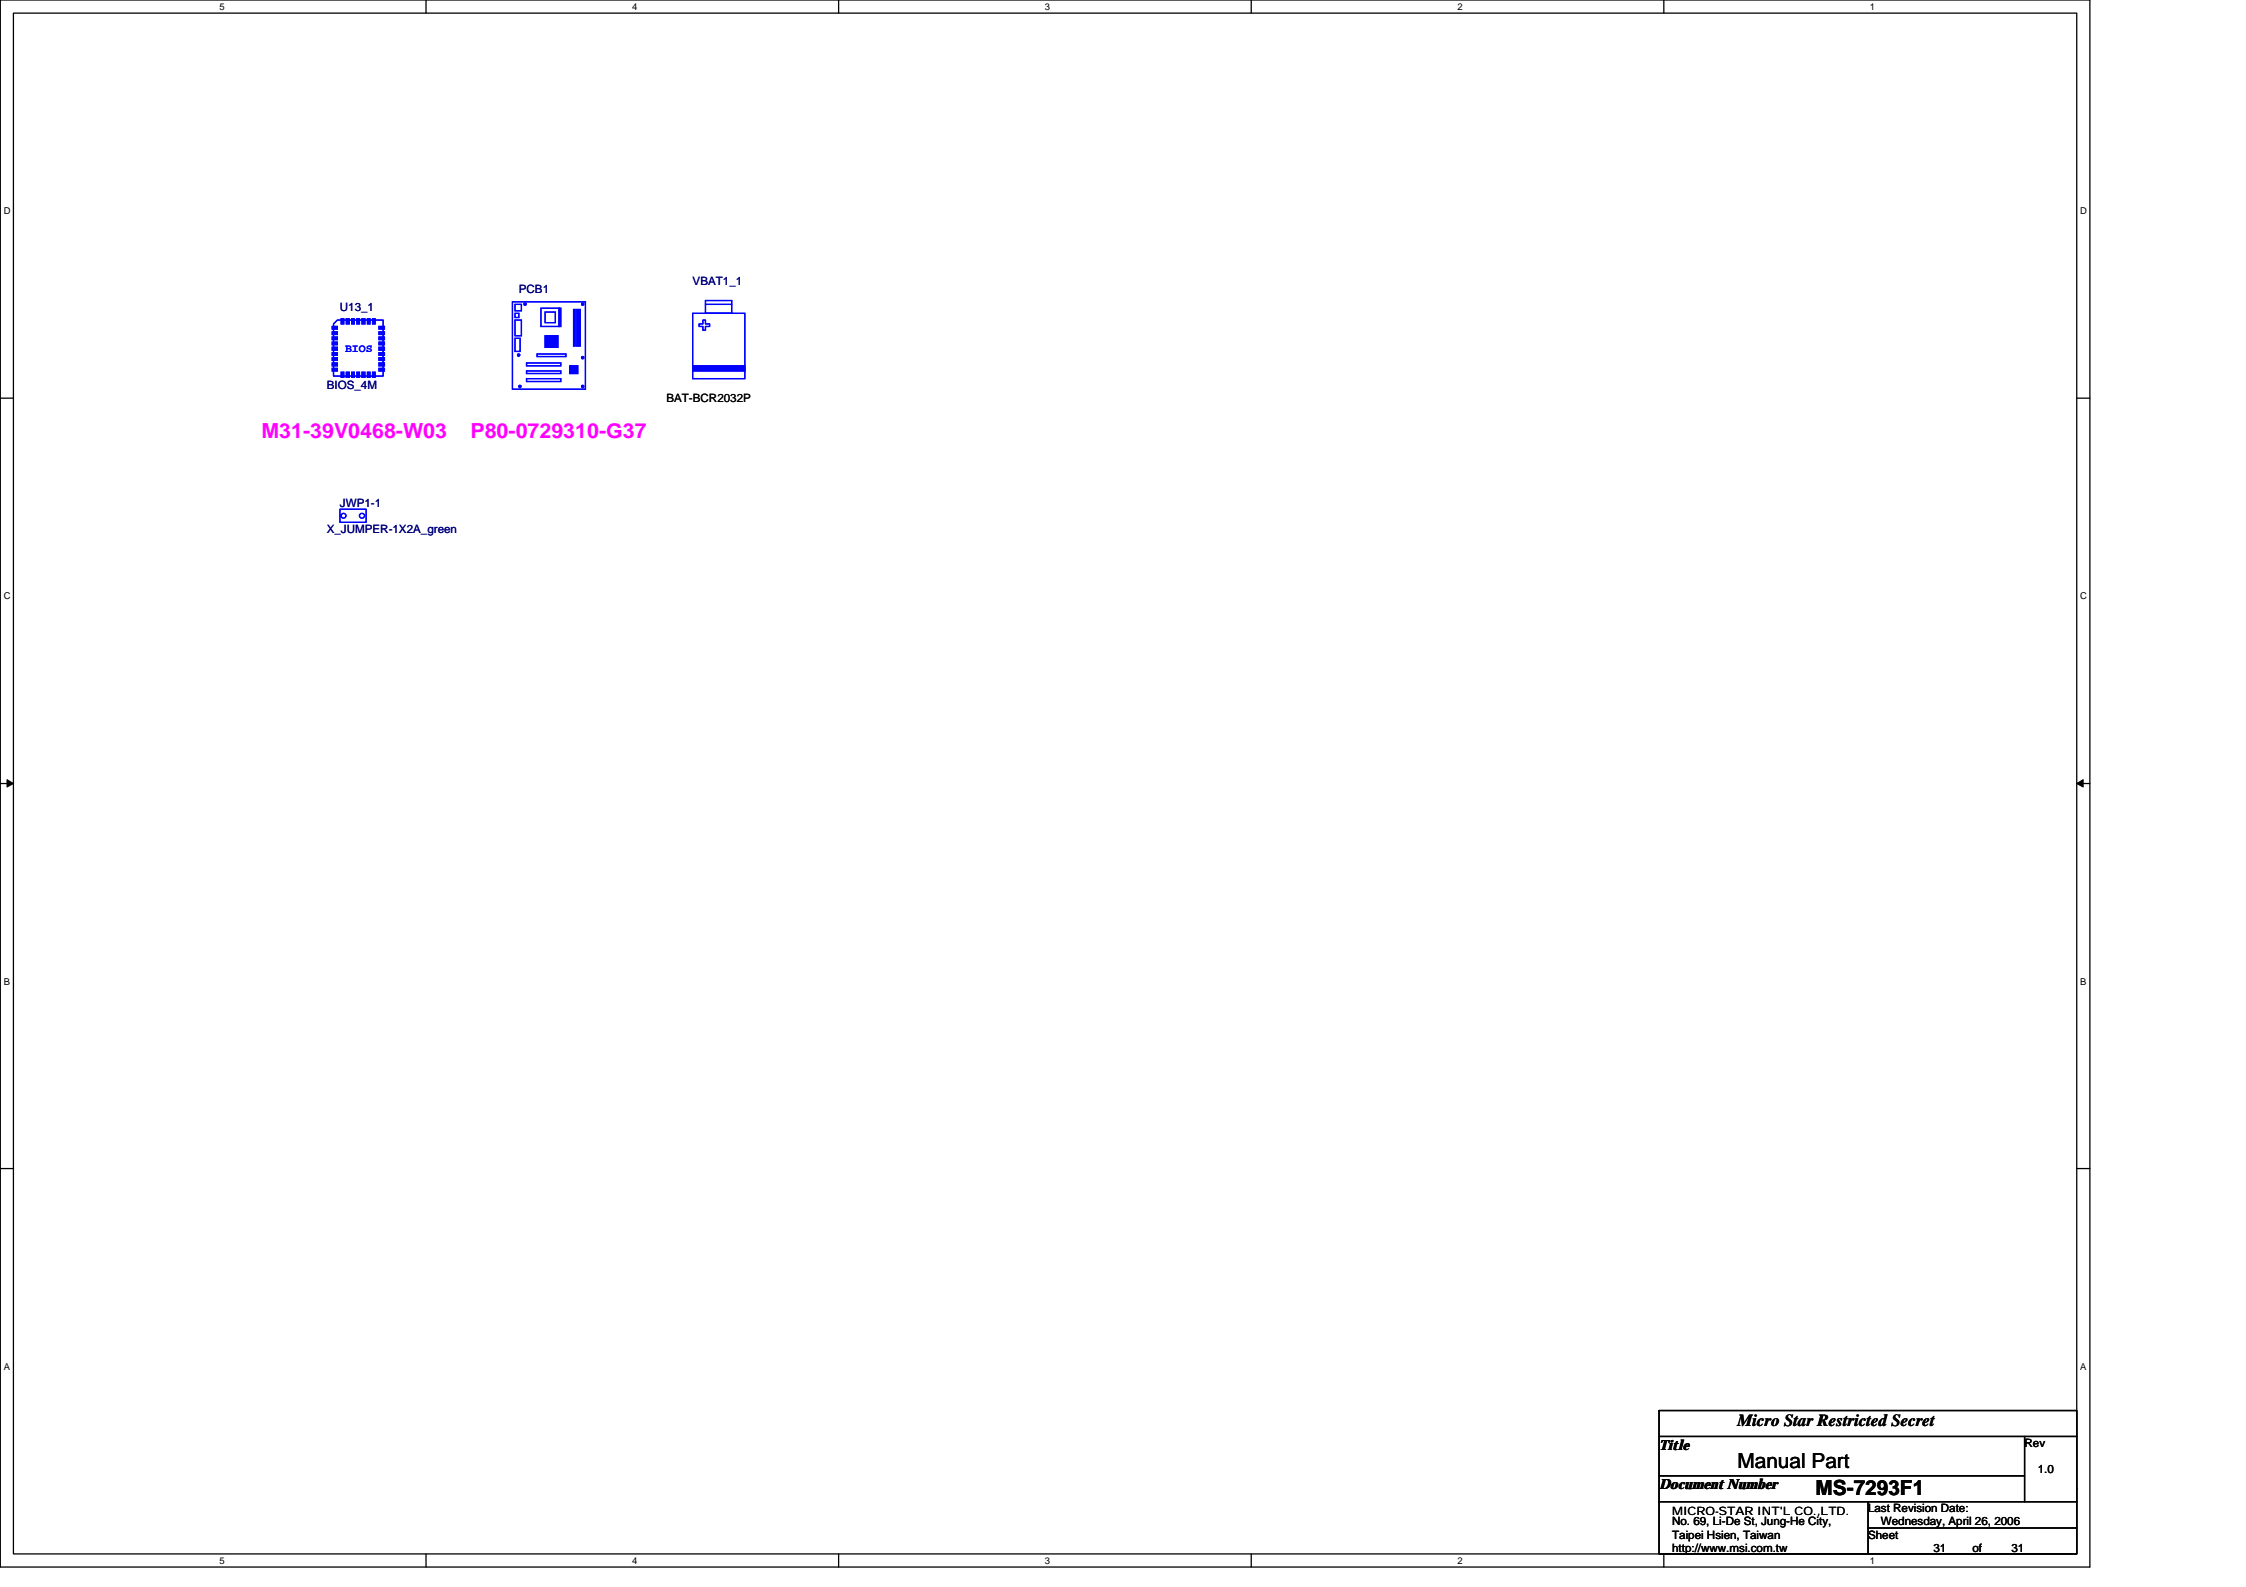 5 4 3 2 1
D D
VBAT1_1
PCB1
U13_1
BIOS
BIOS_4M
BAT-BCR2032P
M31-39V0468-W03 P80-0729310-G37
JWP1-1
X_JUMPER-1X2A_green
C C
B B
A A
Micro Star Restricted Secret
Title
Manual Part
Rev
1.0
Document Number MS-7293F1
MICRO-STAR INT'L CO.,LTD.
No. 69, Li-De St, Jung-He City,
Taipei Hsien, Taiwan
http://www.msi.com.tw
Last Revision Date:
Wednesday, April 26, 2006
Sheet
31 of 31
5 4 3 2 1